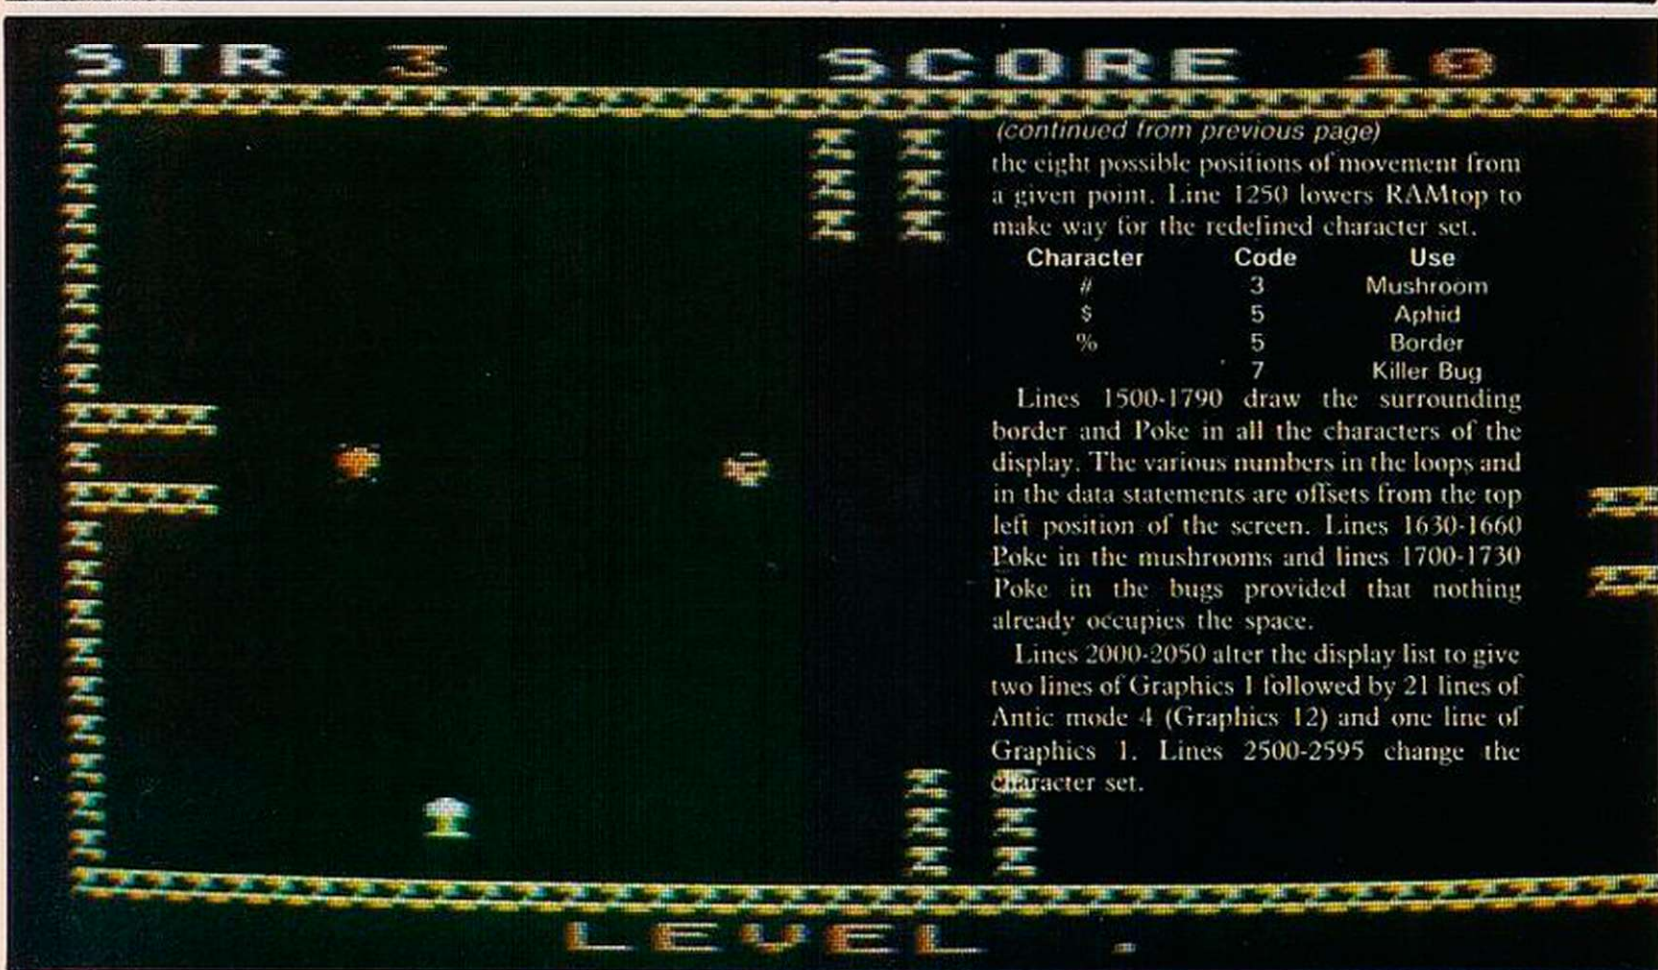 STR 3 SCORE 10
(continued from previous page)
the eight possible positions of movement from
a given point. Line 1250 lowers RAMtop to
make way for the redefined character set.
Character Code Use
# 3 Mushroom
$ 5 Aphid
% 5 Border
7 Killer Bug
Lines 1500-1790 draw the surrounding
border and Poke in all the characters of the
display. The various numbers in the loops and
in the data statements are offsets from the top
left position of the screen. Lines 1630-1660
Poke in the mushrooms and lines 1700-1730
Poke in the bugs provided that nothing
already occupies the space.
Lines 2000-2050 alter the display list to give
two lines of Graphics 1 followed by 21 lines of
Antic mode 4 (Graphics 12) and one line of
Graphics 1. Lines 2500-2595 change the
character set.
LEVEL